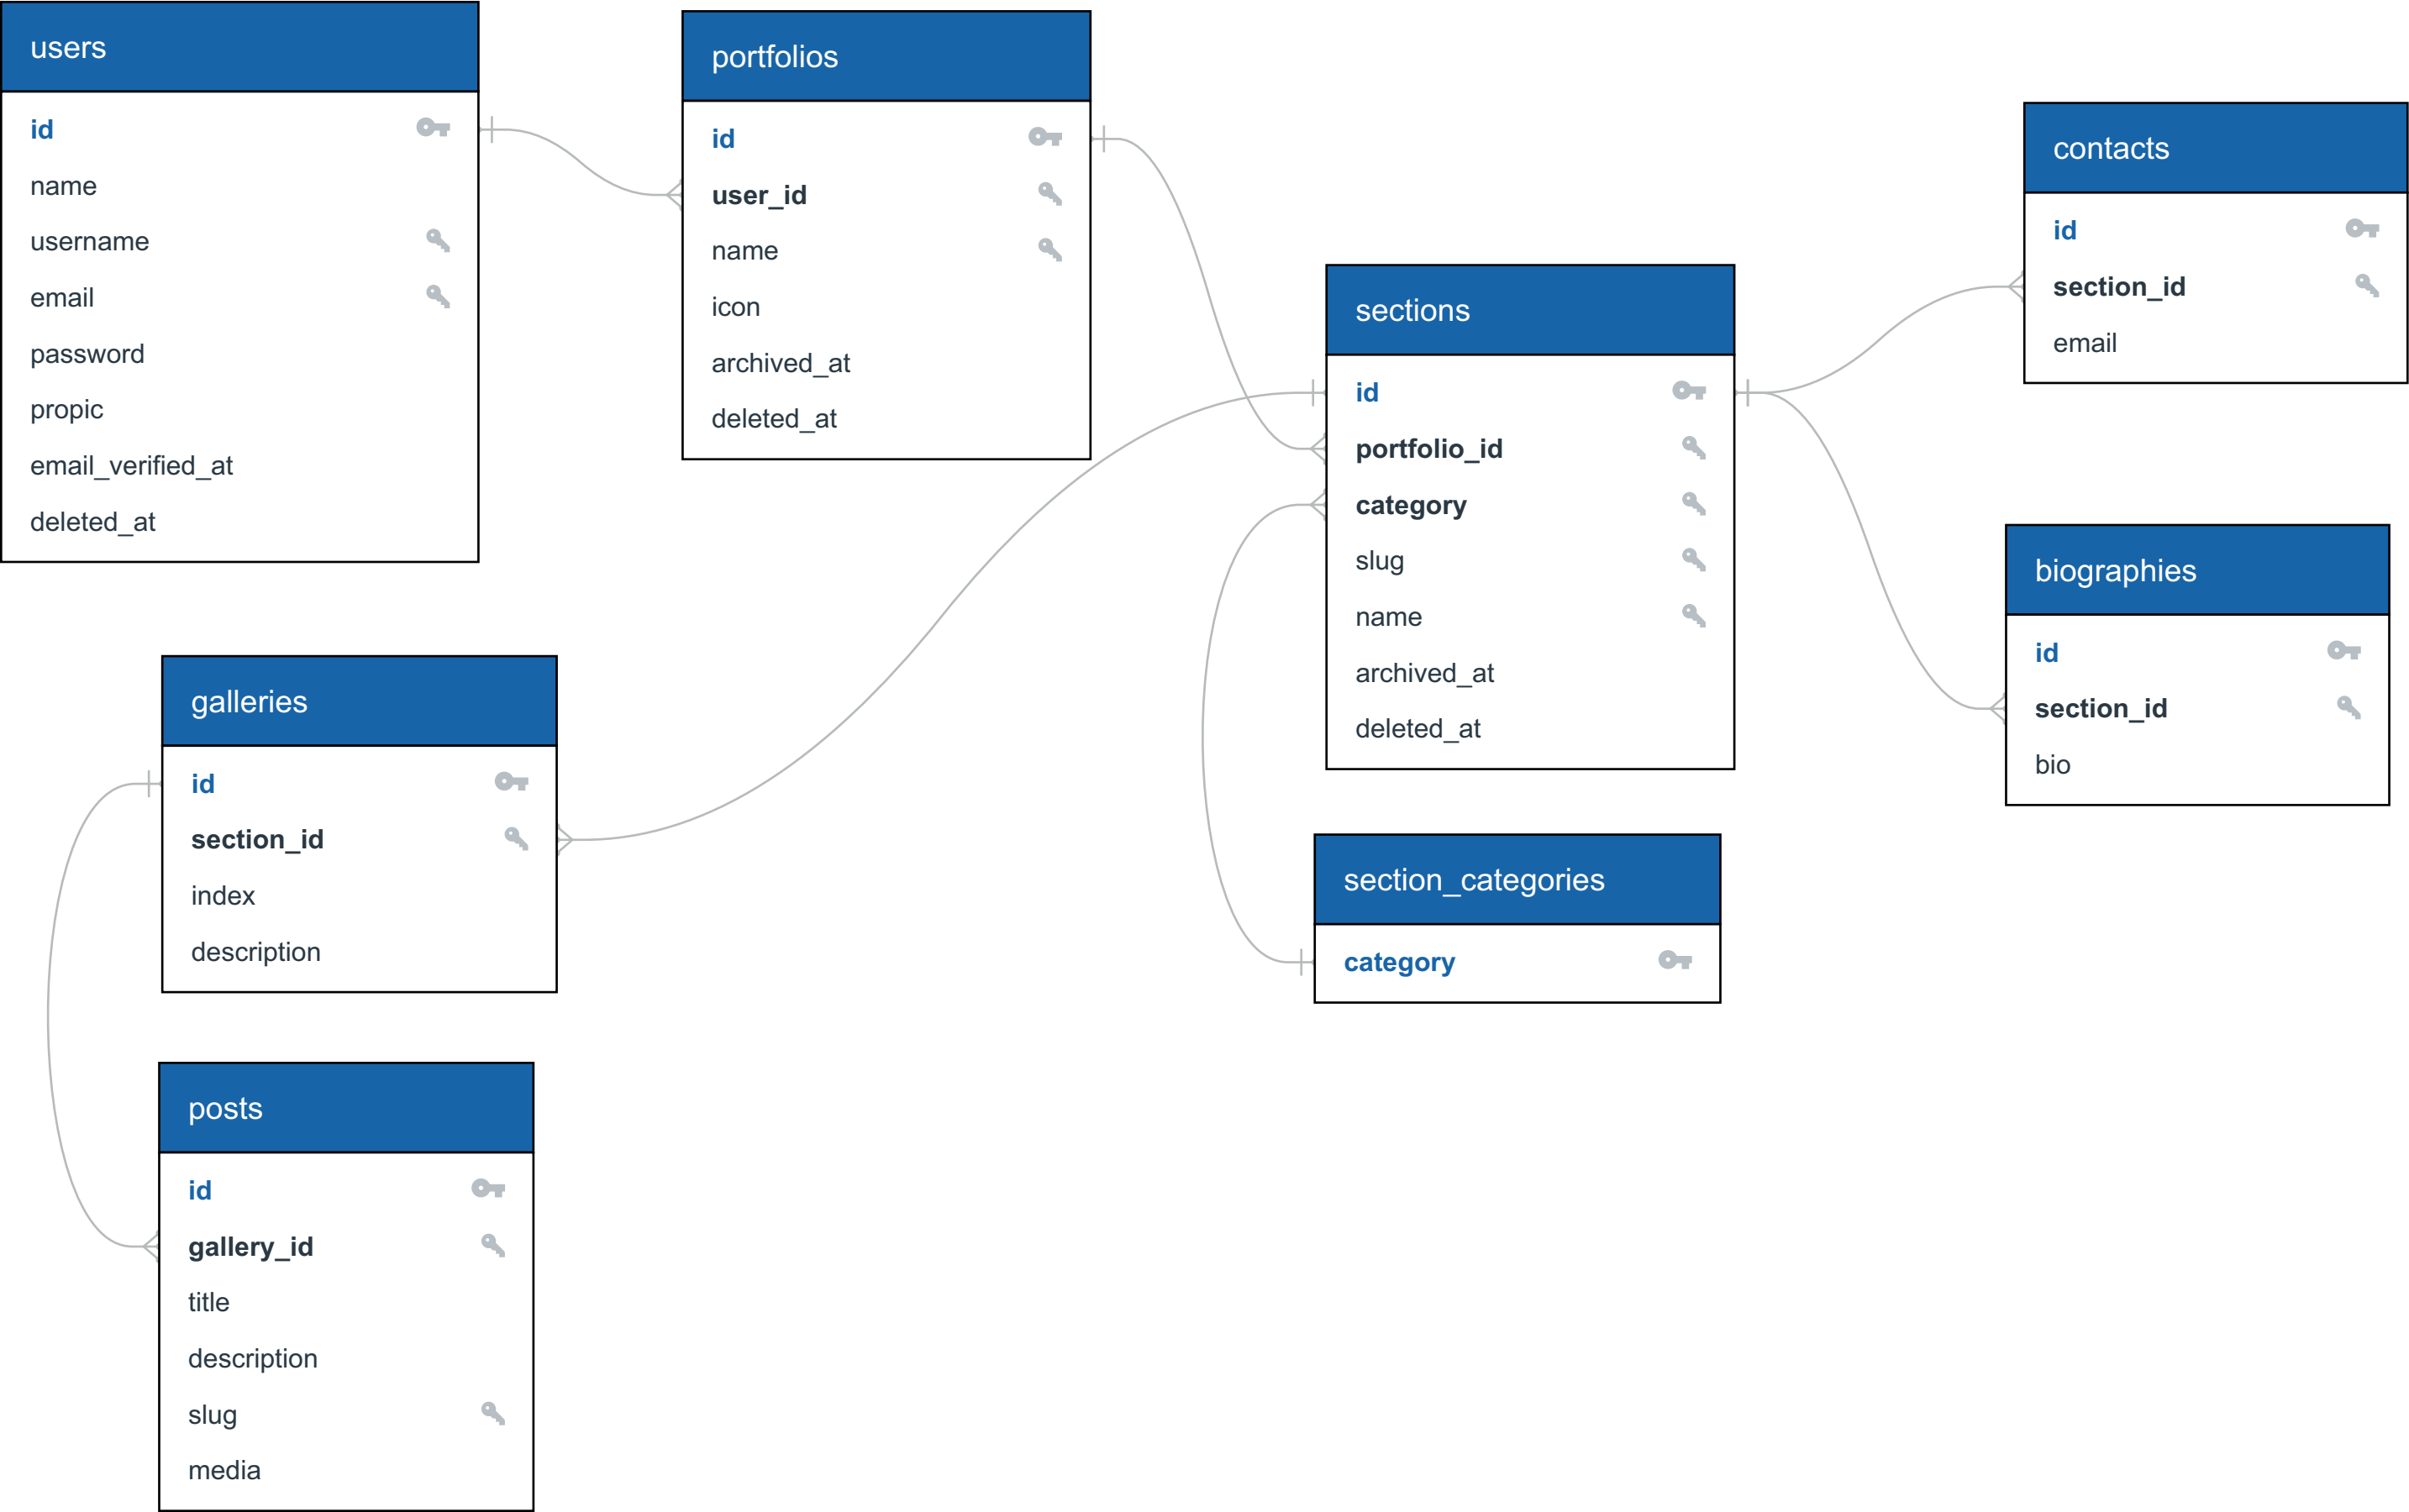 users
id
name
username
email
password
propic
email_verified_at
deleted_at
portfolios
id
user_id
name
icon
archived_at
deleted_at
sections
id
portfolio_id
category
slug
name
archived_at
deleted_at
contacts
id
section_id
email
biographies
id
section_id
bio
galleries
id
section_id
index
description
section_categories
category
posts
id
gallery_id
title
description
slug
media